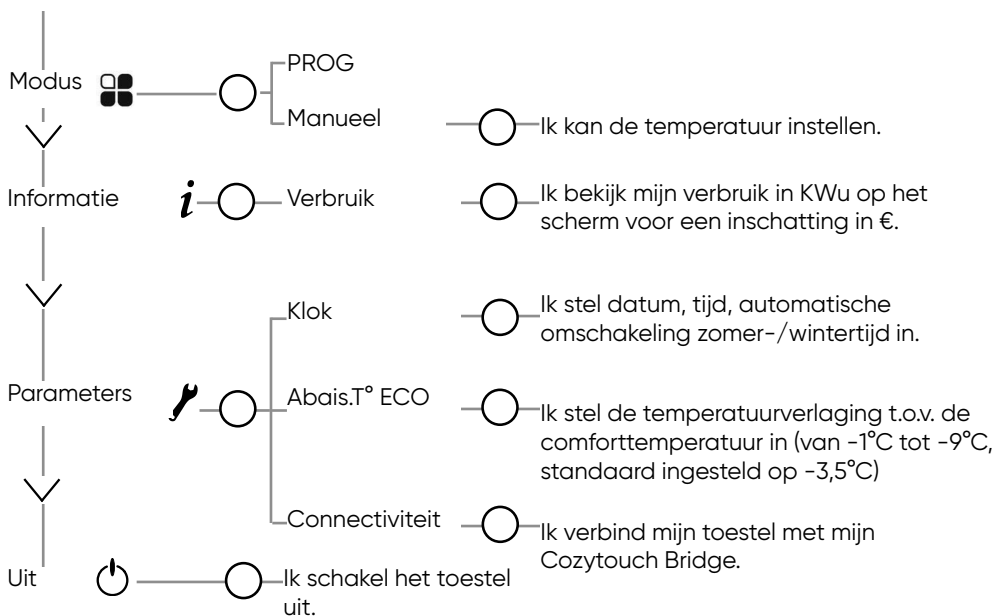 Modus
PROG
Manueel
Ik kan de temperatuur instellen.
Informatie
i
Verbruik
Ik bekijk mijn verbruik in KWu op het
scherm voor een inschatting in €.
Parameters
Klok
Ik stel datum, tijd, automatische
omschakeling zomer-/wintertijd in.
Abais.T° ECO
Ik stel de temperatuurverlaging t.o.v. de
comforttemperatuur in (van -1°C tot -9°C,
standaard ingesteld op -3,5°C)
Connectiviteit
Ik verbind mijn toestel met mijn
Cozytouch Bridge.
Uit
Ik schakel het toestel
uit.